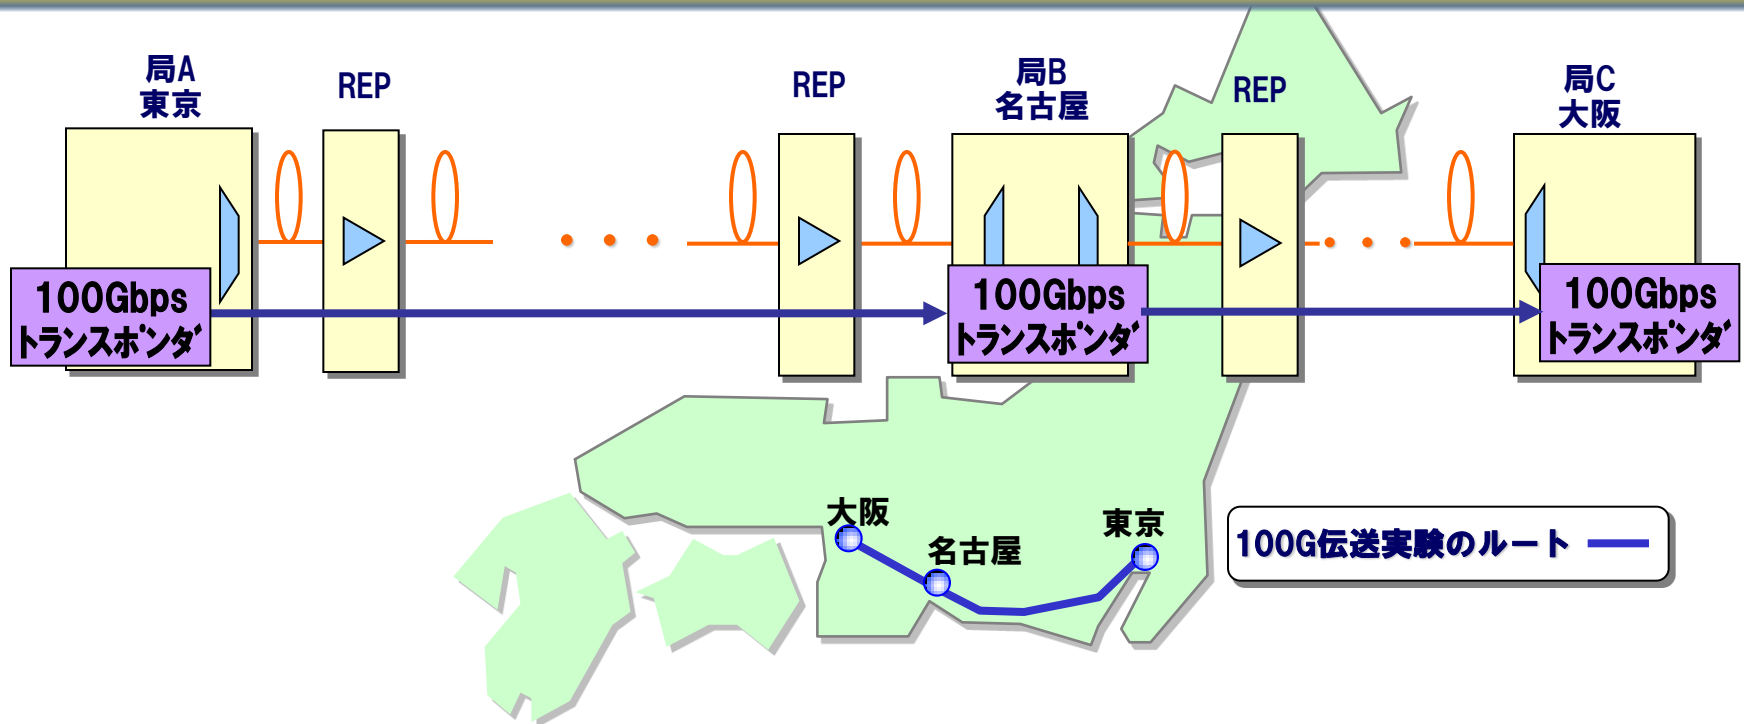 局A
東京
REP
REP
局B
名古屋
REP
局C
大阪
100Gbps
トランスポンダ
100Gbps
トランスポンダ
100Gbps
トランスポンダ
大阪
名古屋
東京
100G伝送実験のルート